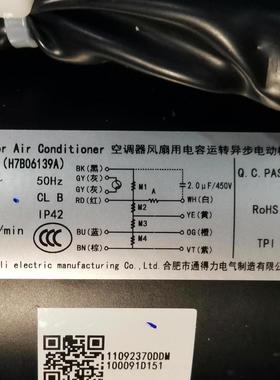 or Air Conditioner 空调器风扇用电容运转异步电动机
(H7B06139A)
50Hz
CL B
IP42
/min
BK(黑)
GY(灰)
GY(灰)
RD(红)
BU(蓝)
BN(棕)
M1
A
M2
M3
M4
2.0μF/450V
WH(白)
YE(黄)
OG(橙)
VT(紫)
Q.C.PAS
RoHS
TPI
li electric manufacturing Co.,Ltd.合肥市通得力电气制造有限
11092370DDM
100091D151